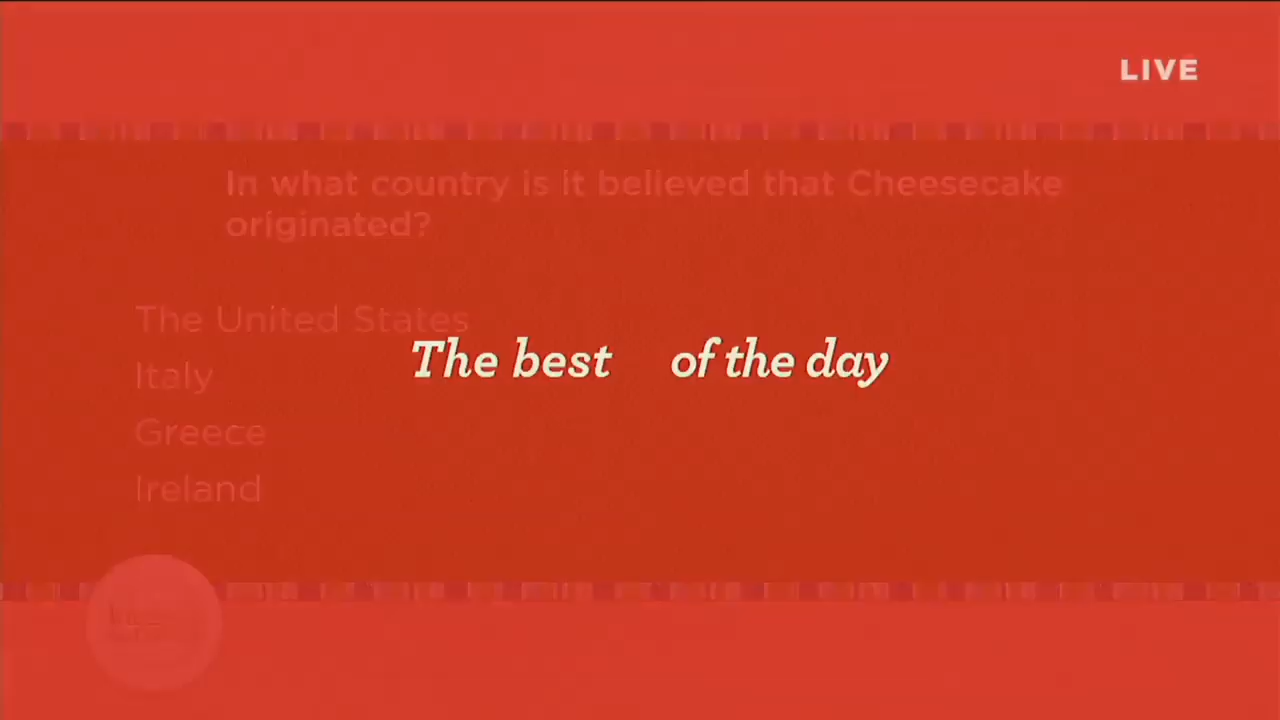 LIVE
In what country is it believed that Cheesecake
originated?
The United States
The best of the day
Italy
Greece
Ireland